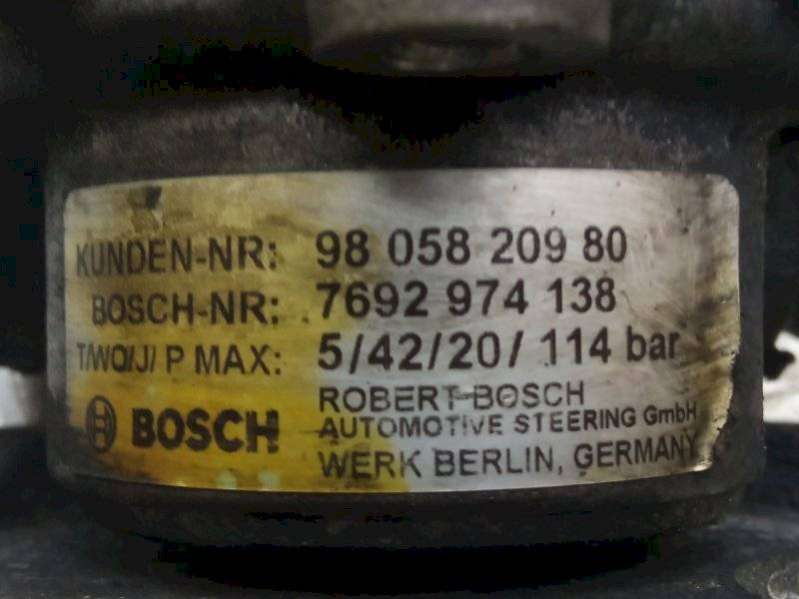 KUNDEN-NR: 98 058 209 80
BOSCH-NR: 7692 974 138
T/WO/J/ P MAX: 5/42/20/ 114 bar
BOSCH
ROBERT BOSCH
AUTOMOTIVE STEERING GmbH
WERK BERLIN, GERMANY